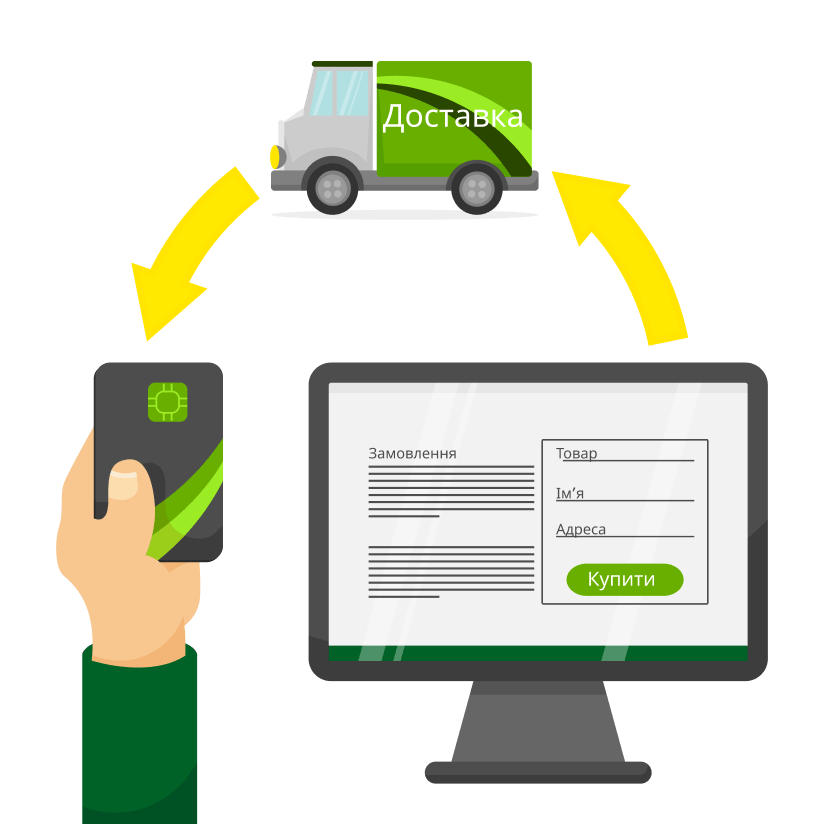 Доставка
Замовлення
Товар
Ім’я
Адреса
Купити